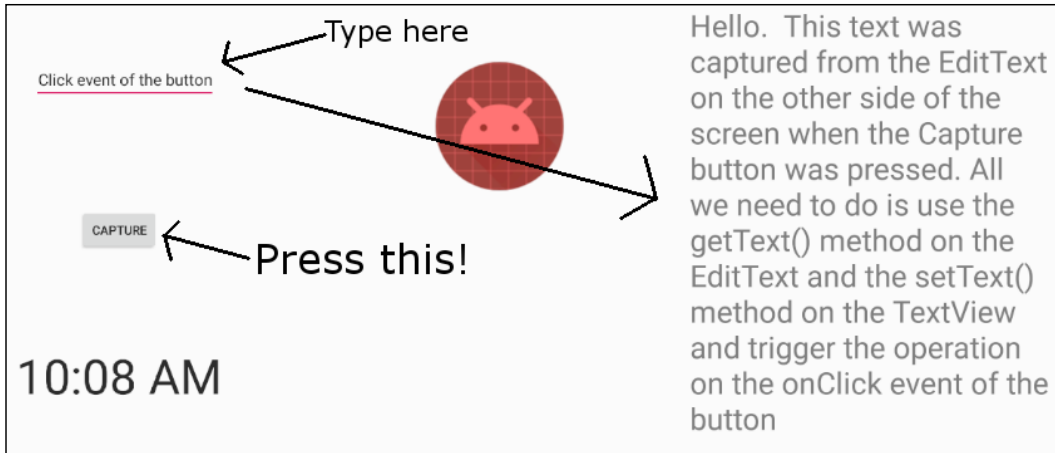 Type here
Click event of the button
CAPTURE
Press this!
10:08 AM
Hello.  This text was
captured from the EditText
on the other side of the
screen when the Capture
button was pressed. All
we need to do is use the
getText() method on the
EditText and the setText()
method on the TextView
and trigger the operation
on the onClick event of the
button